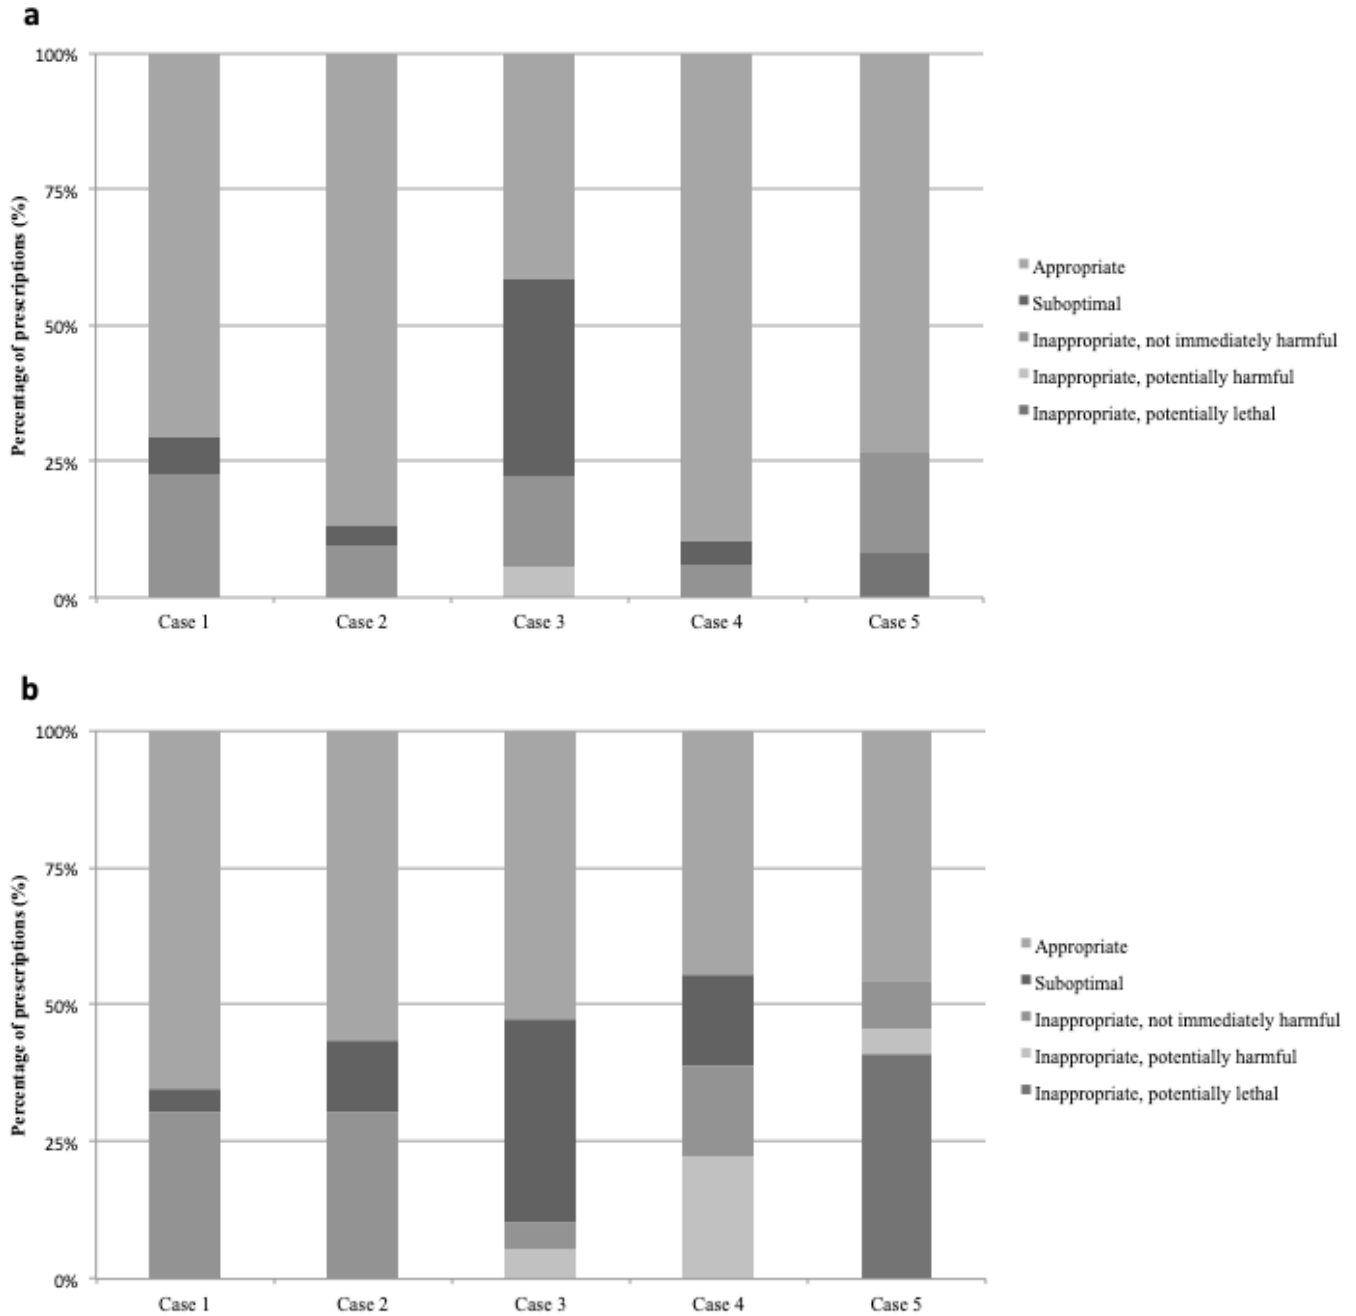 a
Percentage of prescriptions (%)
100%
75%
50%
25%
0%
Case 1
Case 2
Case 3
Case 4
Case 5
Appropriate
Suboptimal
Inappropriate, not immediately harmful
Inappropriate, potentially harmful
Inappropriate, potentially lethal
b
Percentage of prescriptions (%)
100%
75%
50%
25%
0%
Case 1
Case 2
Case 3
Case 4
Case 5
Appropriate
Suboptimal
Inappropriate, not immediately harmful
Inappropriate, potentially harmful
Inappropriate, potentially lethal